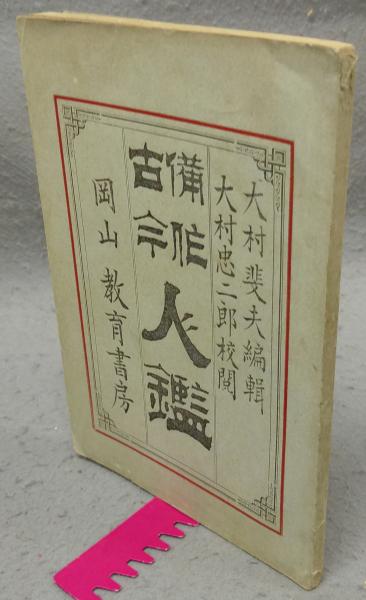 大村斐夫編輯
大村忠二郎校閲
備作
古今
人鑑
岡山 教育書房